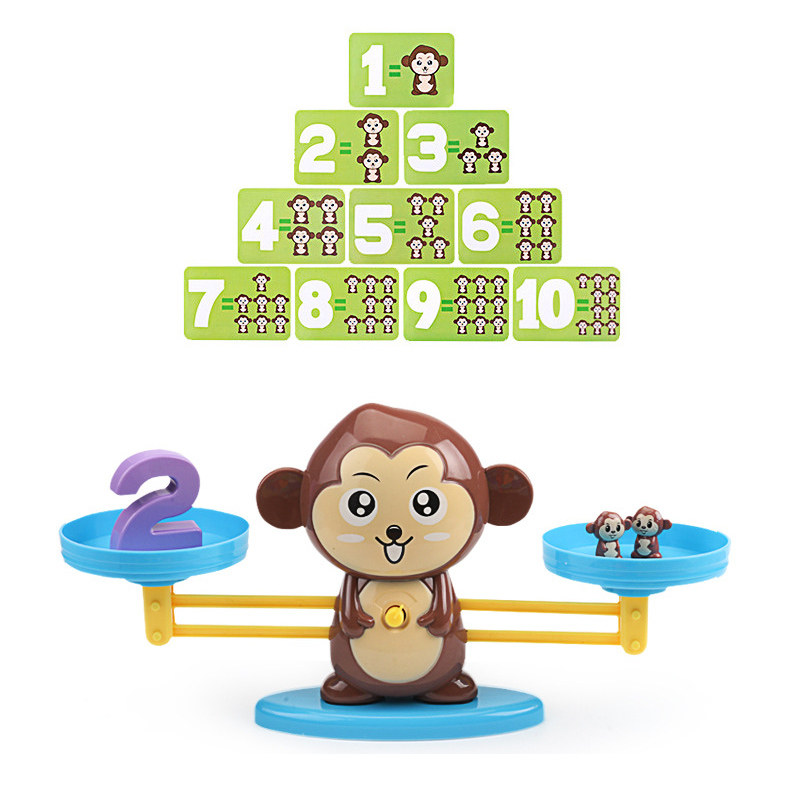 1=
2= 3=
4= 5= 6=
7= 8= 9= 10=
2